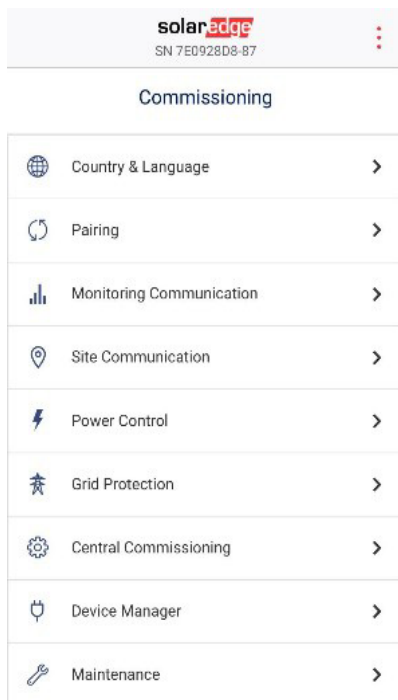 solaredge
SN 7E0928D8-87
Commissioning
Country & Language
Pairing
Monitoring Communication
Site Communication
Power Control
Grid Protection
Central Commissioning
Device Manager
Maintenance